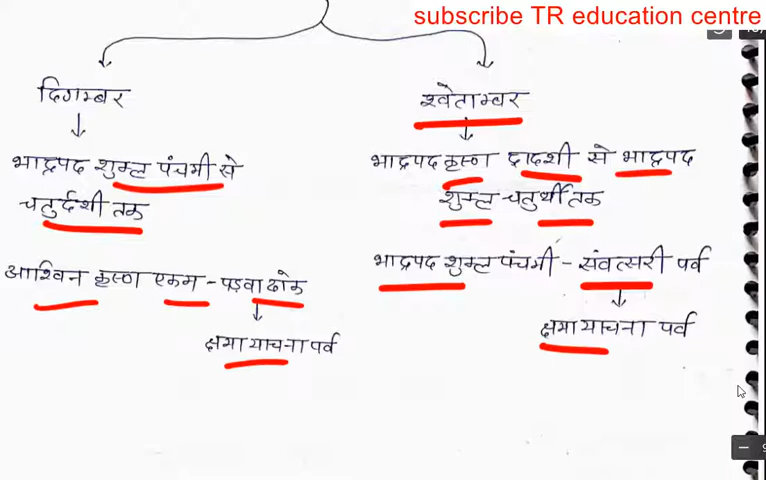 subscribe TR education centre
दिगम्बर
भाद्रपद शुक्ल पंचमी से
चतुर्दशी तक
आश्विन कृष्ण एकम - पड़वा ढोक
क्षमा याचना पर्व
श्वेताम्बर
भाद्रपद कृष्ण द्वादशी से भाद्रपद
शुक्ल चतुर्थी तक
भाद्रपद शुक्ल पंचमी - संवत्सरी पर्व
क्षमा याचना पर्व